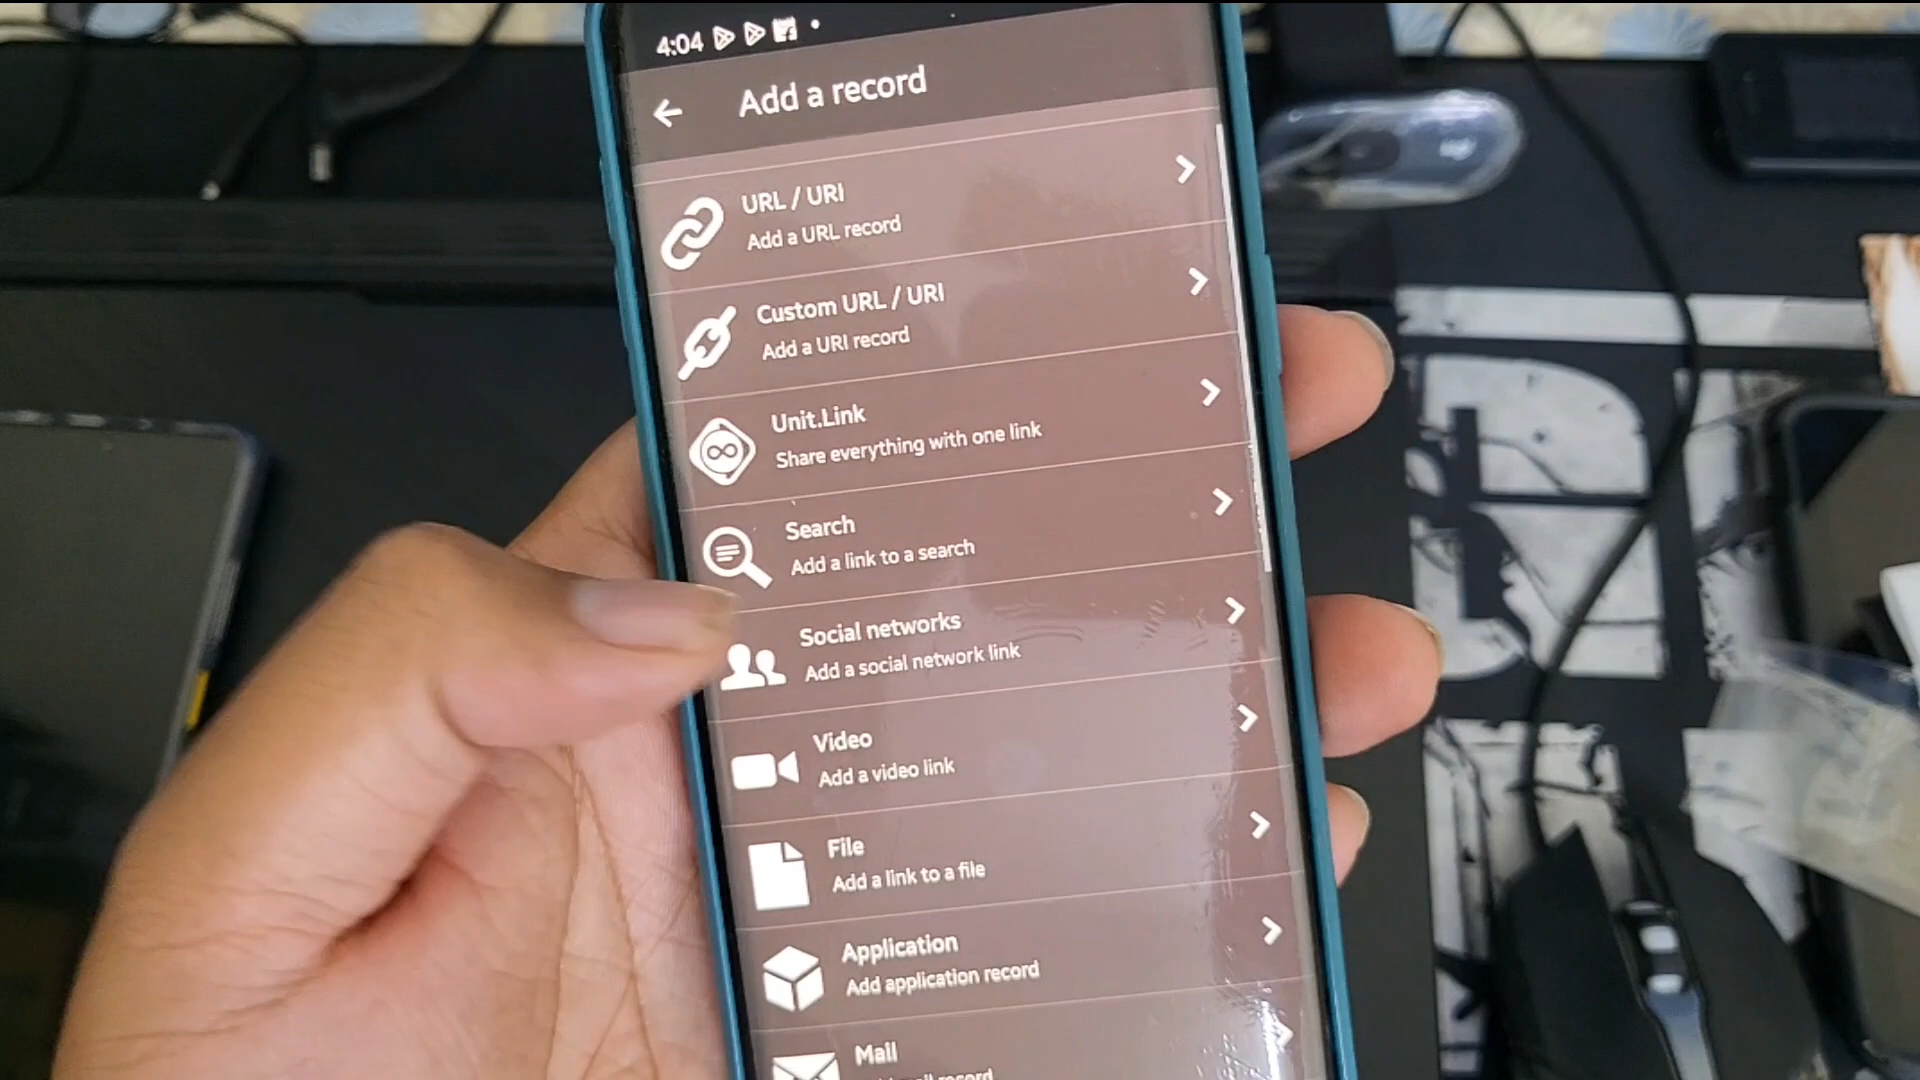 4:04
Add a record
URL / URI
Add a URL record
Custom URL / URI
Add a URI record
Unit.Link
Share everything with one link
Search
Add a link to a search
Social networks
Add a social network link
Video
Add a video link
File
Add a link to a file
Application
Add application record
Mail
record